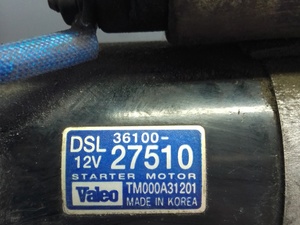 DSL 36100-
12V 27510
STARTER MOTOR
Valeo TM000A31201
MADE IN KOREA